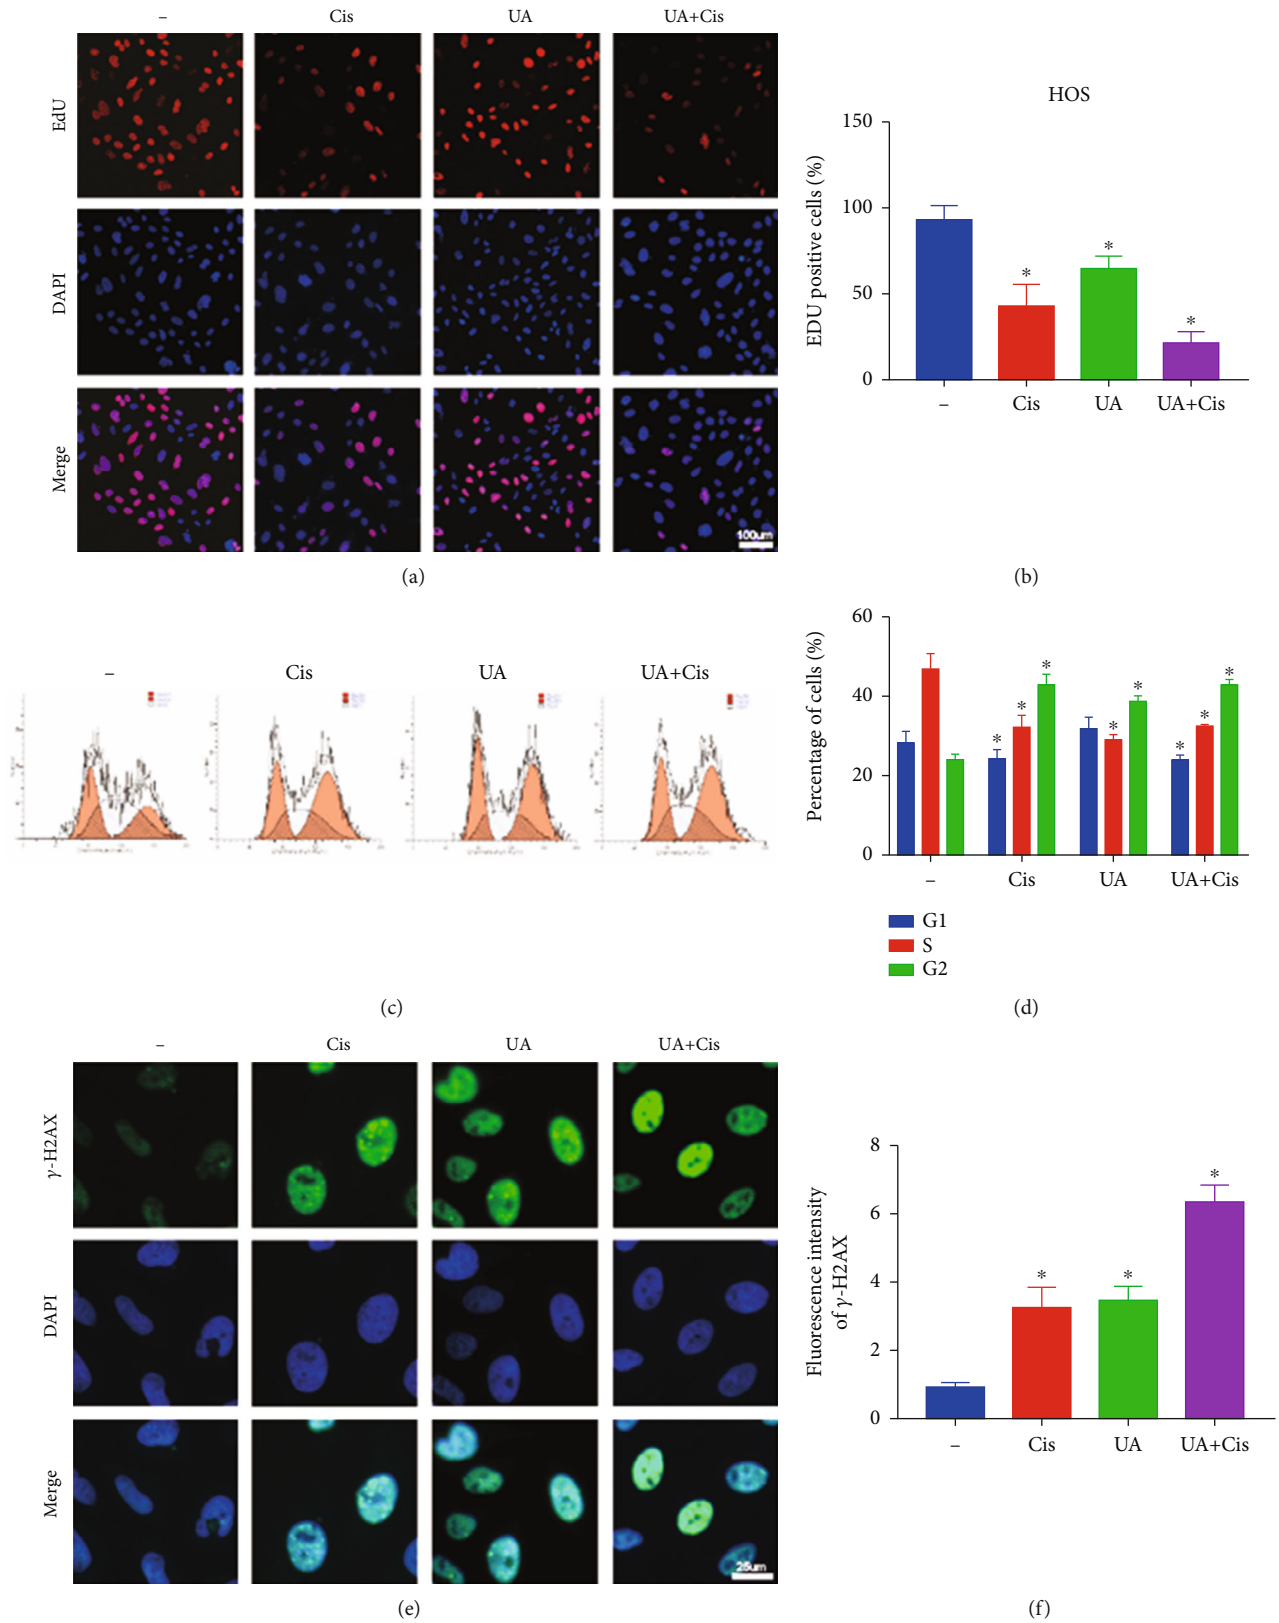 – Cis UA UA+Cis
EdU
DAPI
Merge
100um
(a)
HOS
EDU positive cells (%)
150
100
50
0
– Cis UA UA+Cis
(b)
– Cis UA UA+Cis
(c)
Percentage of cells (%)
60
40
20
0
* * * * * * * *
– Cis UA UA+Cis
G1
S
G2
(d)
– Cis UA UA+Cis
γ-H2AX
DAPI
Merge
25um
(e)
Fluorescence intensity
of γ-H2AX
8
6
4
2
0
* * *
– Cis UA UA+Cis
(f)